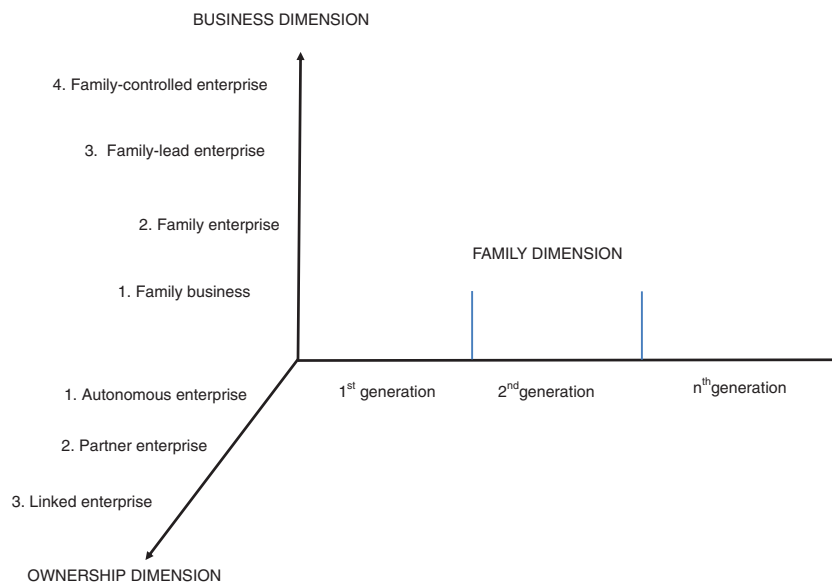 BUSINESS DIMENSION
4. Family-controlled enterprise
3. Family-lead enterprise
2. Family enterprise
FAMILY DIMENSION
1. Family business
1. Autonomous enterprise
1st generation
2nd generation
nth generation
2. Partner enterprise
3. Linked enterprise
OWNERSHIP DIMENSION